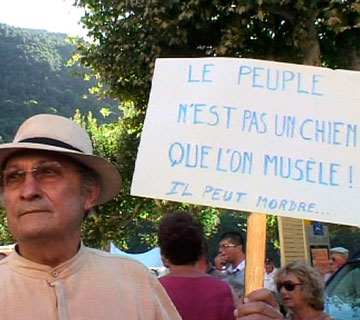 LE PEUPLE
N'EST PAS UN CHIEN
QUE L'ON MUSÈLE !
IL PEUT MORDRE...